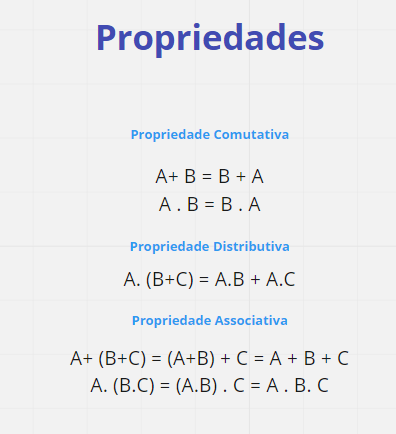 Propriedades
Propriedade Comutativa
A+ B = B + A
A . B = B . A
Propriedade Distributiva
A. (B+C) = A.B + A.C
Propriedade Associativa
A+ (B+C) = (A+B) + C = A + B + C
A. (B.C) = (A.B) . C = A . B. C